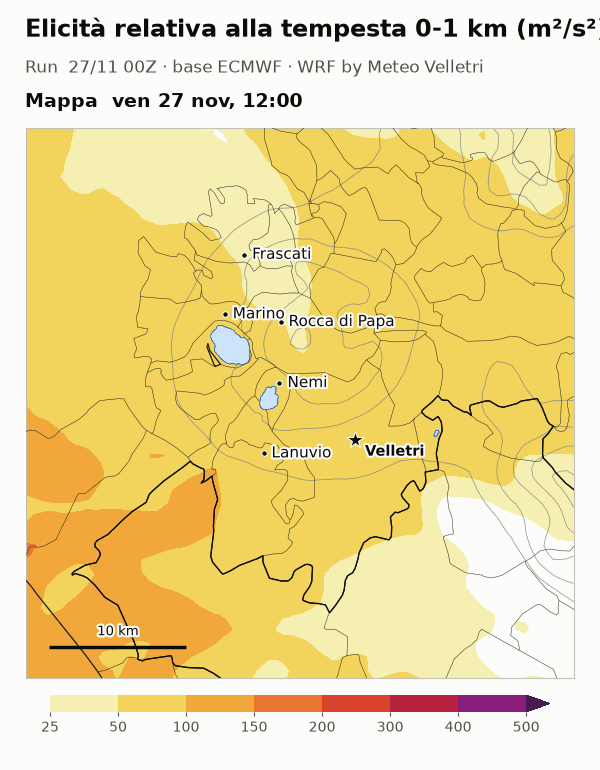 Elicità relativa alla tempesta 0-1 km (m²/s²)
Run  27/11 00Z · base ECMWF · WRF by Meteo Velletri
Mappa  ven 27 nov, 12:00
Frascati
Marino
Rocca di Papa
Nemi
Velletri
Lanuvio
10 km
25 50 100 150 200 300 400 500